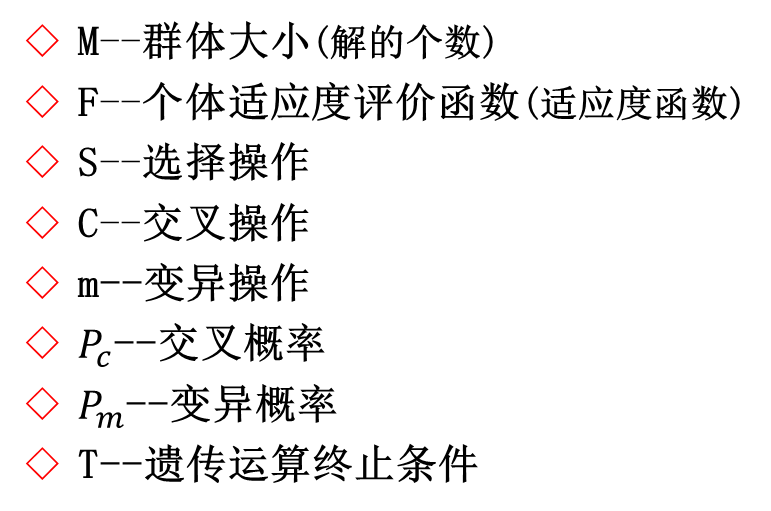 ◇ M--群体大小(解的个数)
◇ F--个体适应度评价函数(适应度函数)
◇ S--选择操作
◇ C--交叉操作
◇ m--变异操作
◇ P_c--交叉概率
◇ P_m--变异概率
◇ T--遗传运算终止条件